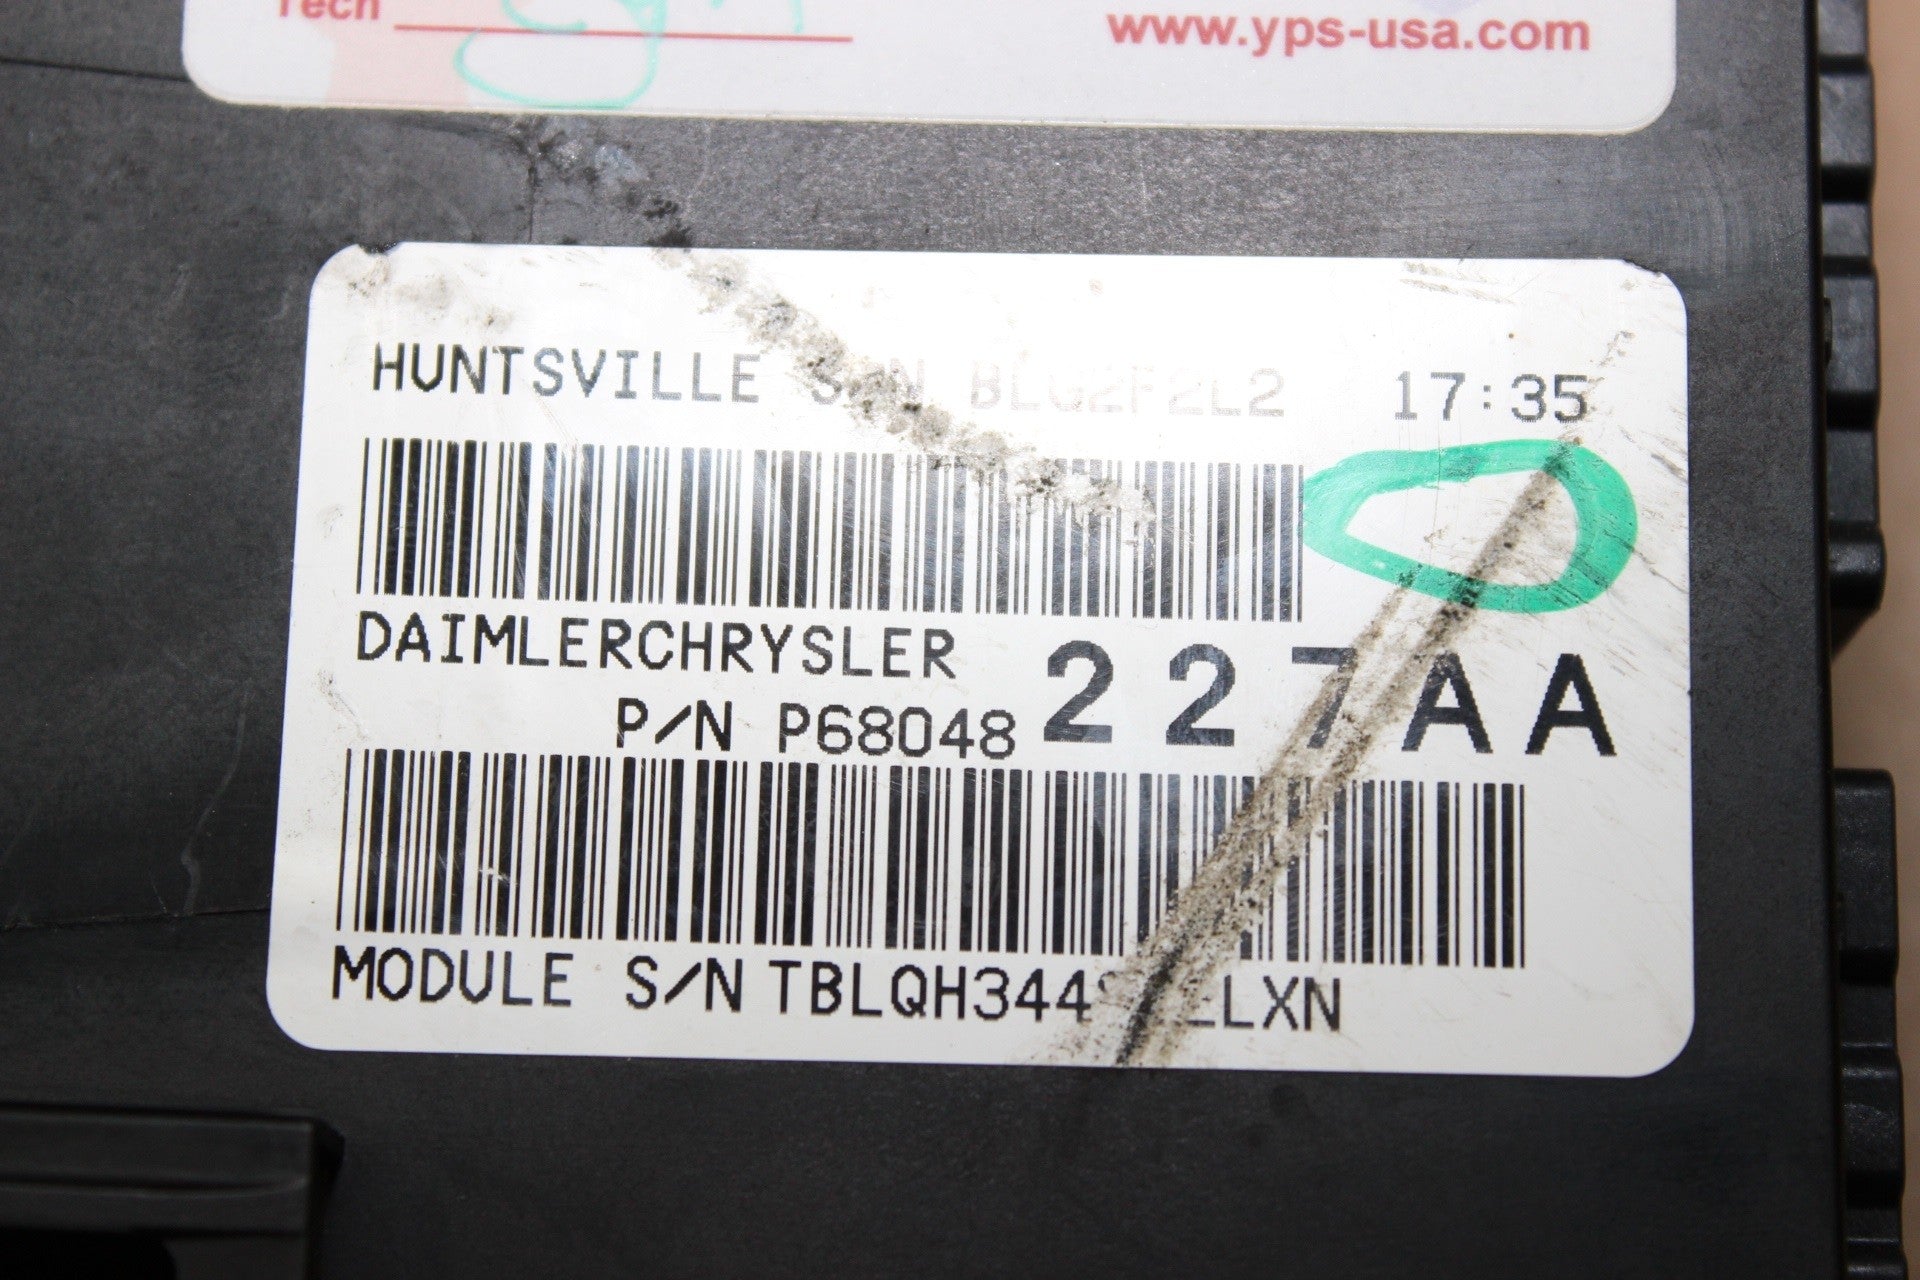 Tech
www.yps-usa.com
HUNTSVILLE S/N 17:35
DAIMLERCHRYSLER
P/N P68048 227AA
MODULE S/N